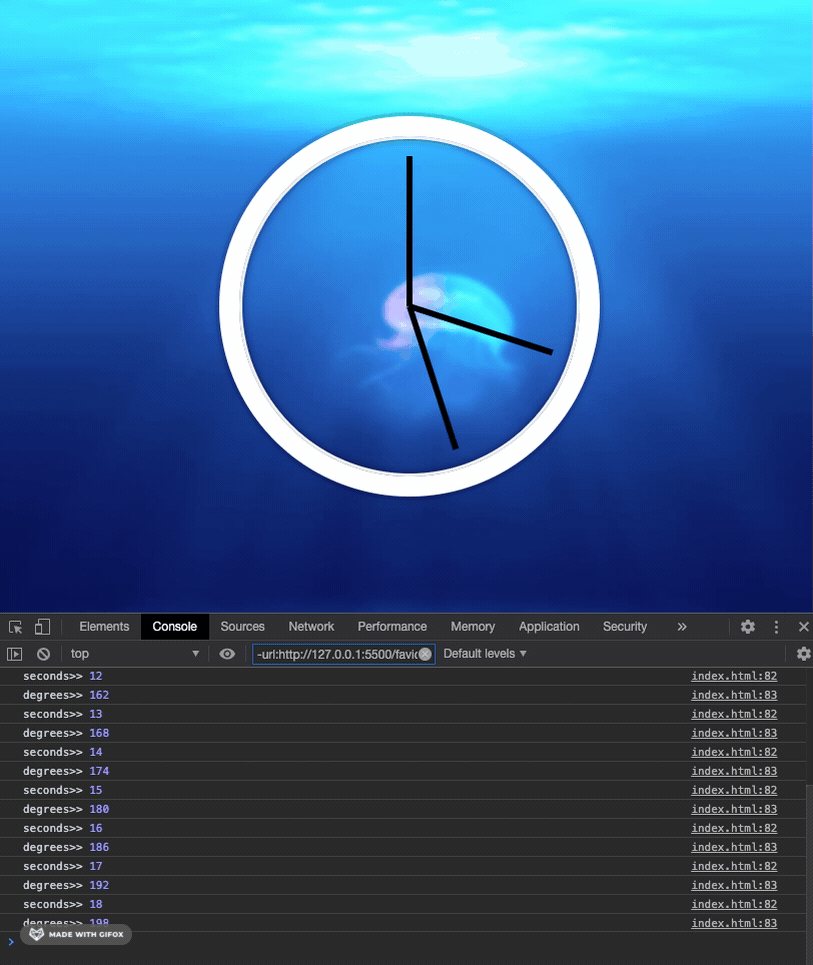 Elements Console Sources Network Performance Memory Application Security »
top -url:http://127.0.0.1:5500/favic Default levels
seconds>> 12 index.html:82
degrees>> 162 index.html:83
seconds>> 13 index.html:82
degrees>> 168 index.html:83
seconds>> 14 index.html:82
degrees>> 174 index.html:83
seconds>> 15 index.html:82
degrees>> 180 index.html:83
seconds>> 16 index.html:82
degrees>> 186 index.html:83
seconds>> 17 index.html:82
degrees>> 192 index.html:83
seconds>> 18 index.html:82
degrees>> 198 index.html:83
MADE WITH GIFOX